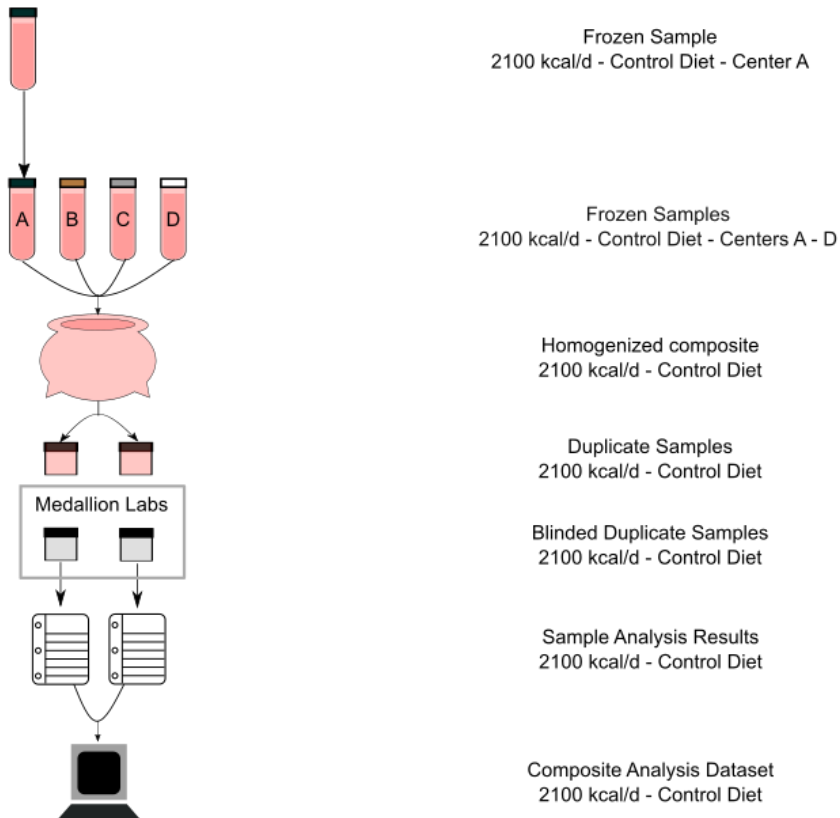 Frozen Sample
2100 kcal/d - Control Diet - Center A
A B C D
Frozen Samples
2100 kcal/d - Control Diet - Centers A - D
Homogenized composite
2100 kcal/d - Control Diet
Duplicate Samples
2100 kcal/d - Control Diet
Medallion Labs
Blinded Duplicate Samples
2100 kcal/d - Control Diet
Sample Analysis Results
2100 kcal/d - Control Diet
Composite Analysis Dataset
2100 kcal/d - Control Diet